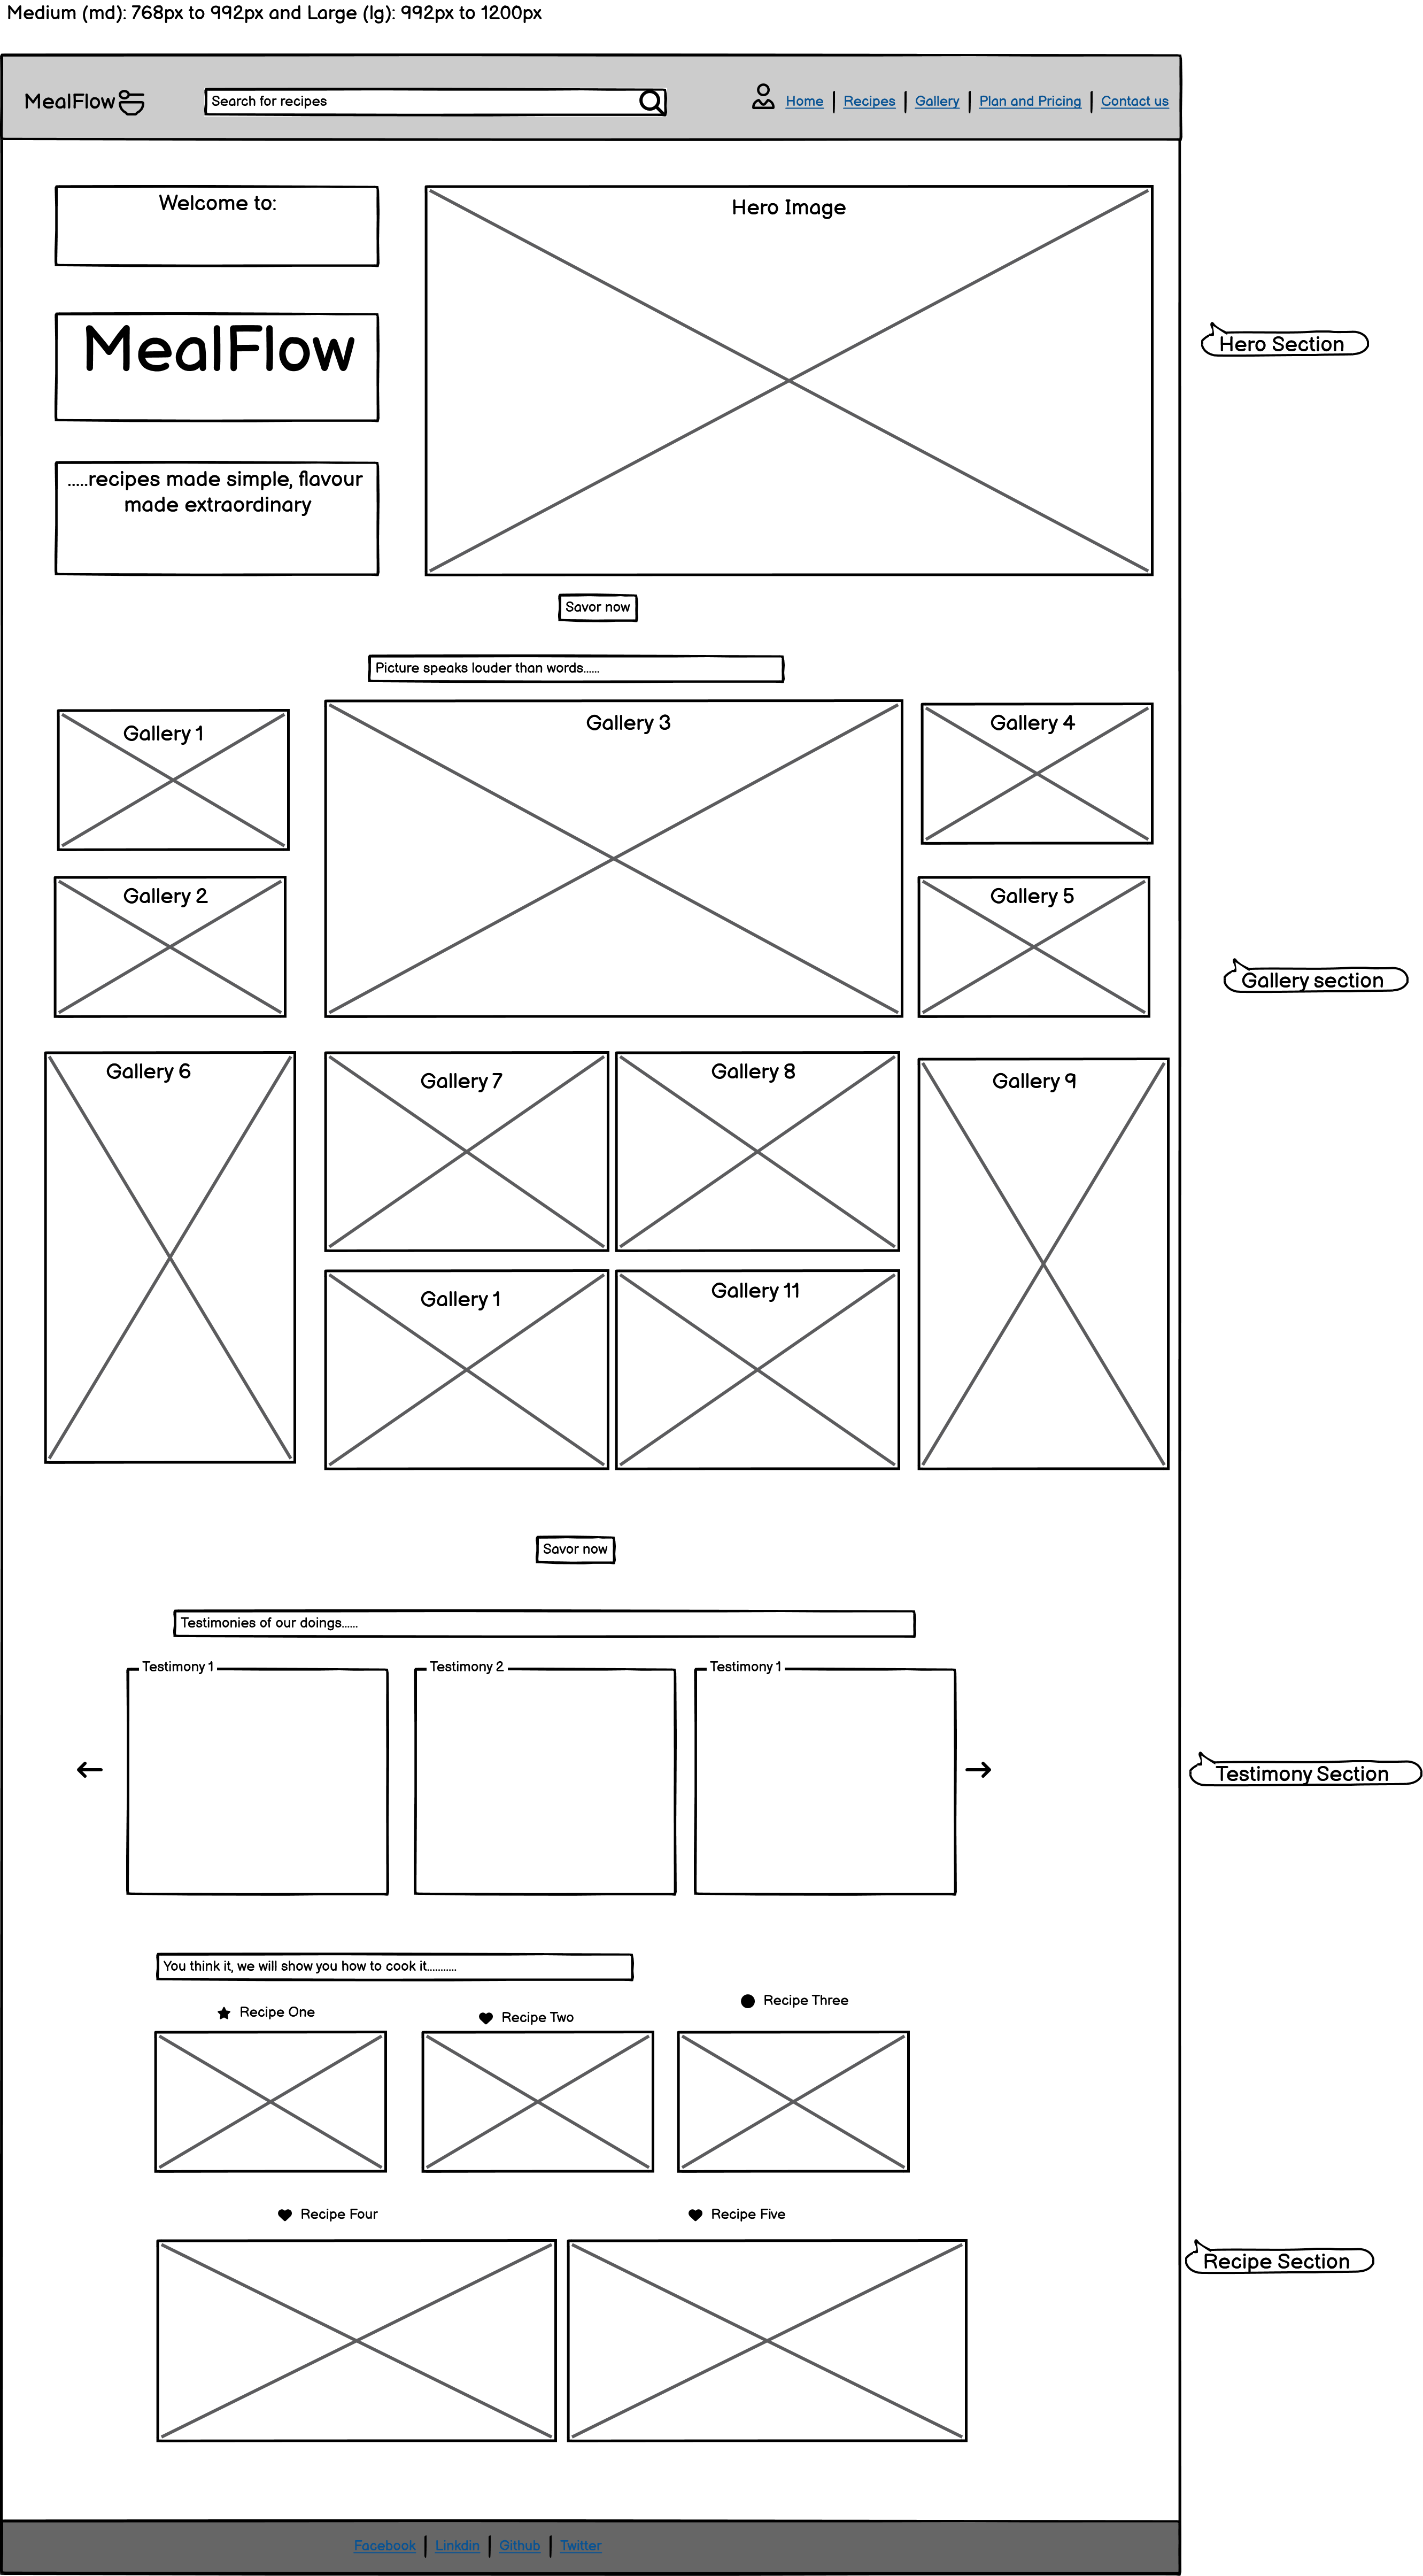 Medium (md): 768px to 992px and Large (lg): 992px to 1200px
MealFlow
Search for recipes
Home
Recipes
Gallery
Plan and Pricing
Contact us
Welcome to:
Hero Image
MealFlow
Hero Section
.....recipes made simple, flavour
made extraordinary
Savor now
Picture speaks louder than words......
Gallery 1
Gallery 3
Gallery 4
Gallery 2
Gallery 5
Gallery section
Gallery 6
Gallery 7
Gallery 8
Gallery 9
Gallery 1
Gallery 11
Savor now
Testimonies of our doings......
Testimony 1
Testimony 2
Testimony 1
Testimony Section
You think it, we will show you how to cook it...........
Recipe One
Recipe Two
Recipe Three
Recipe Four
Recipe Five
Recipe Section
Facebook
Linkdin
Github
Twitter